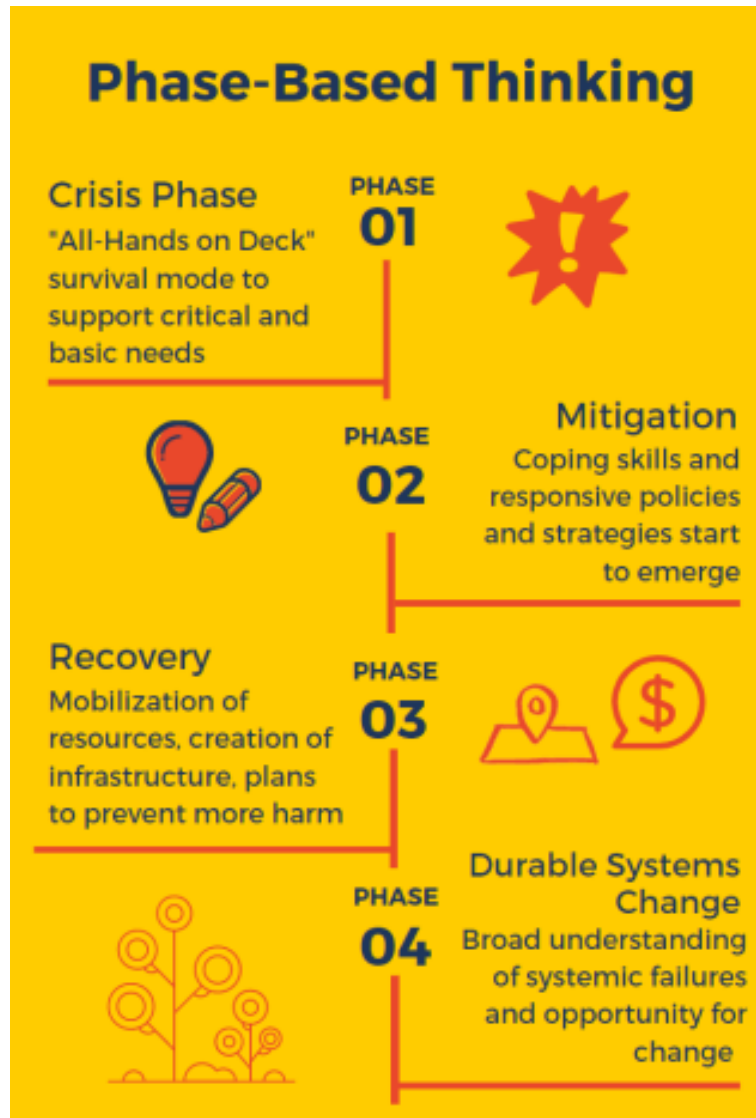 Phase-Based Thinking
PHASE
01
Crisis Phase
"All-Hands on Deck"
survival mode to
support critical and
basic needs
PHASE
02
Mitigation
Coping skills and
responsive policies
and strategies start
to emerge
PHASE
03
Recovery
Mobilization of
resources, creation of
infrastructure, plans
to prevent more harm
$
PHASE
04
Durable Systems
Change
Broad understanding
of systemic failures
and opportunity for
change